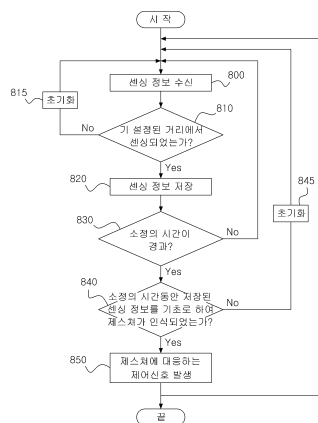 시 작
센싱 정보 수신
800
815
초기화
810
기 설정된 거리에서
센싱되었는가?
No
Yes
820
센싱 정보 저장
830
소정의 시간이
경과?
No
845
초기화
Yes
840
소정의 시간동안 저장된
센싱 정보를 기초로 하여
제스쳐가 인식되었는가?
No
Yes
850
제스쳐에 대응하는
제어신호 발생
끝